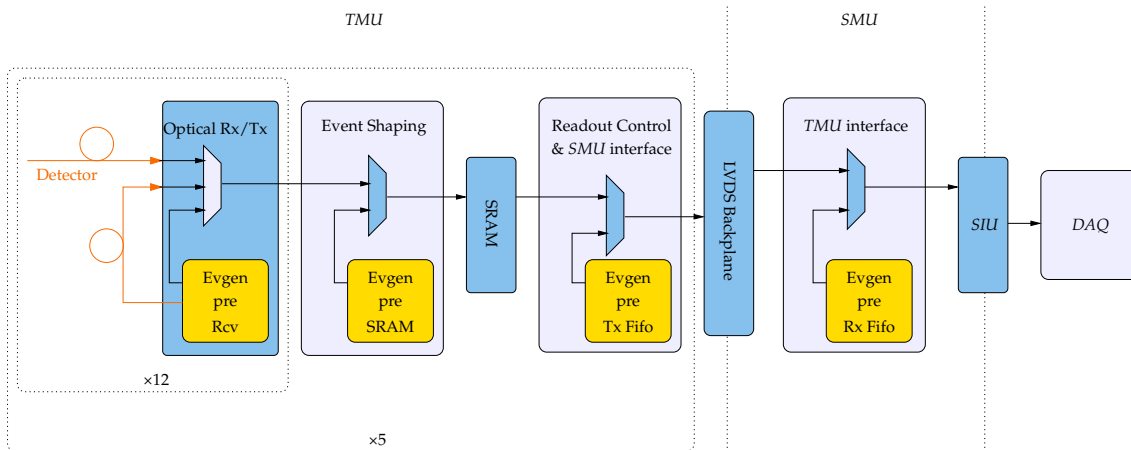 TMU
SMU
Optical Rx/Tx
Detector
Evgen
pre
Rcv
×12
Event Shaping
Evgen
pre
SRAM
SRAM
Readout Control
& SMU interface
Evgen
pre
Tx Fifo
×5
LVDS Backplane
TMU interface
Evgen
pre
Rx Fifo
SIU
DAQ